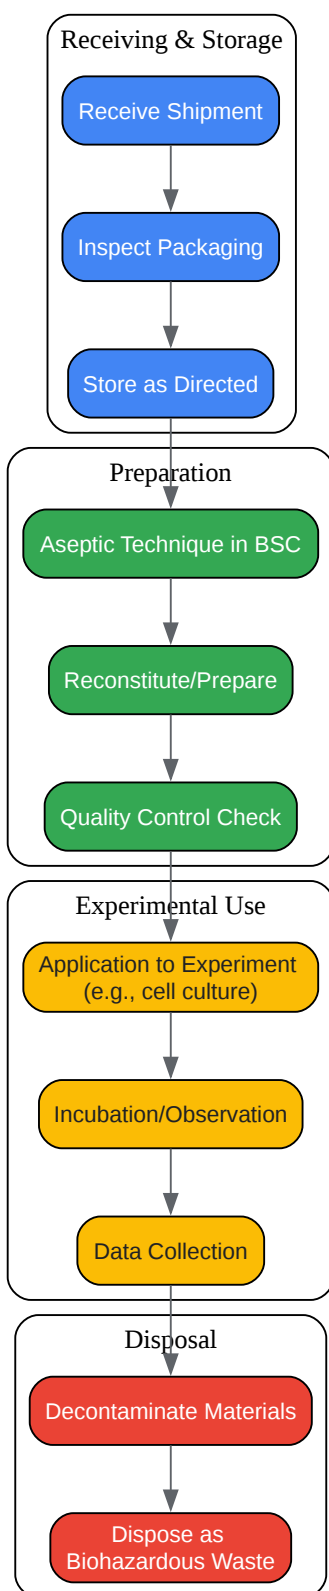 Receiving & Storage
Receive Shipment
Inspect Packaging
Store as Directed
Preparation
Aseptic Technique in BSC
Reconstitute/Prepare
Quality Control Check
Experimental Use
Application to Experiment
(e.g., cell culture)
Incubation/Observation
Data Collection
Disposal
Decontaminate Materials
Dispose as
Biohazardous Waste